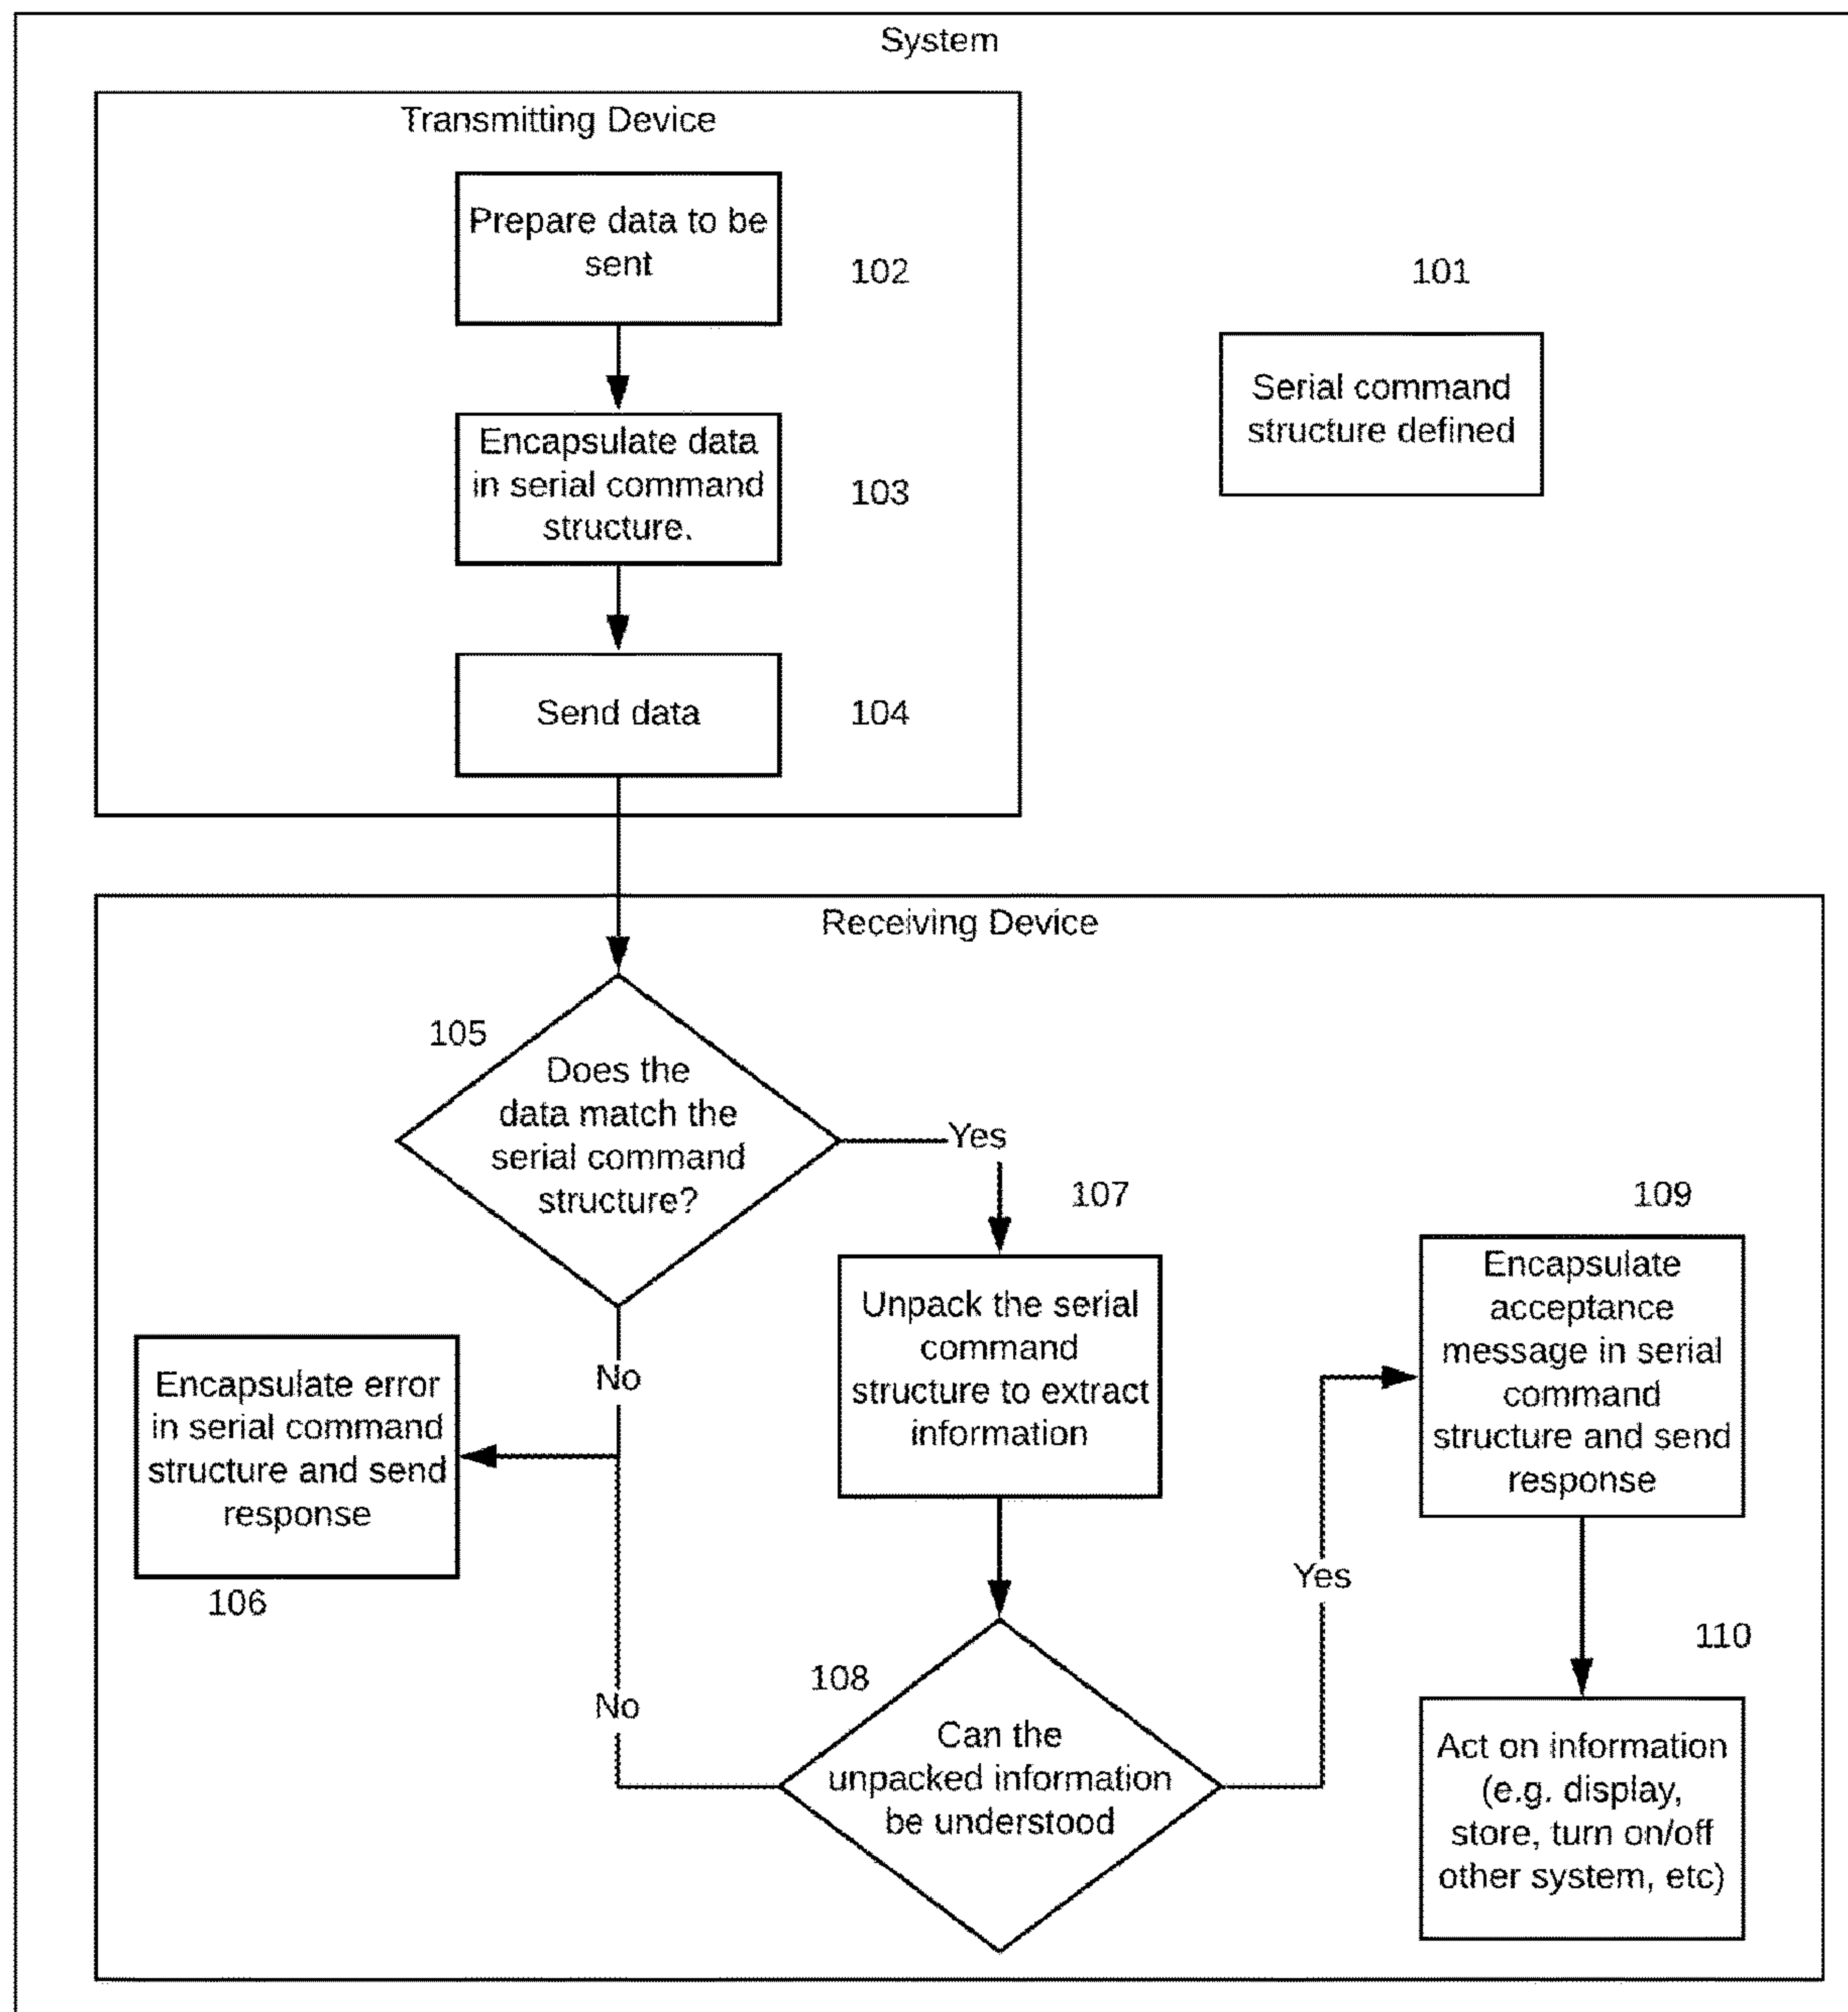 System
Transmitting Device
Prepare data to be
sent
102
101
Serial command
structure defined
Encapsulate data
in serial command
structure.
103
Send data
104
Receiving Device
105
Does the
data match the
serial command
structure?
Yes
107
109
Unpack the serial
command
structure to extract
information
Encapsulate
acceptance
message in serial
command
structure and send
response
No
Encapsulate error
in serial command
structure and send
response
106
Yes
110
108
No
Can the
unpacked information
be understood
Act on information
(e.g. display,
store, turn on/off
other system, etc)